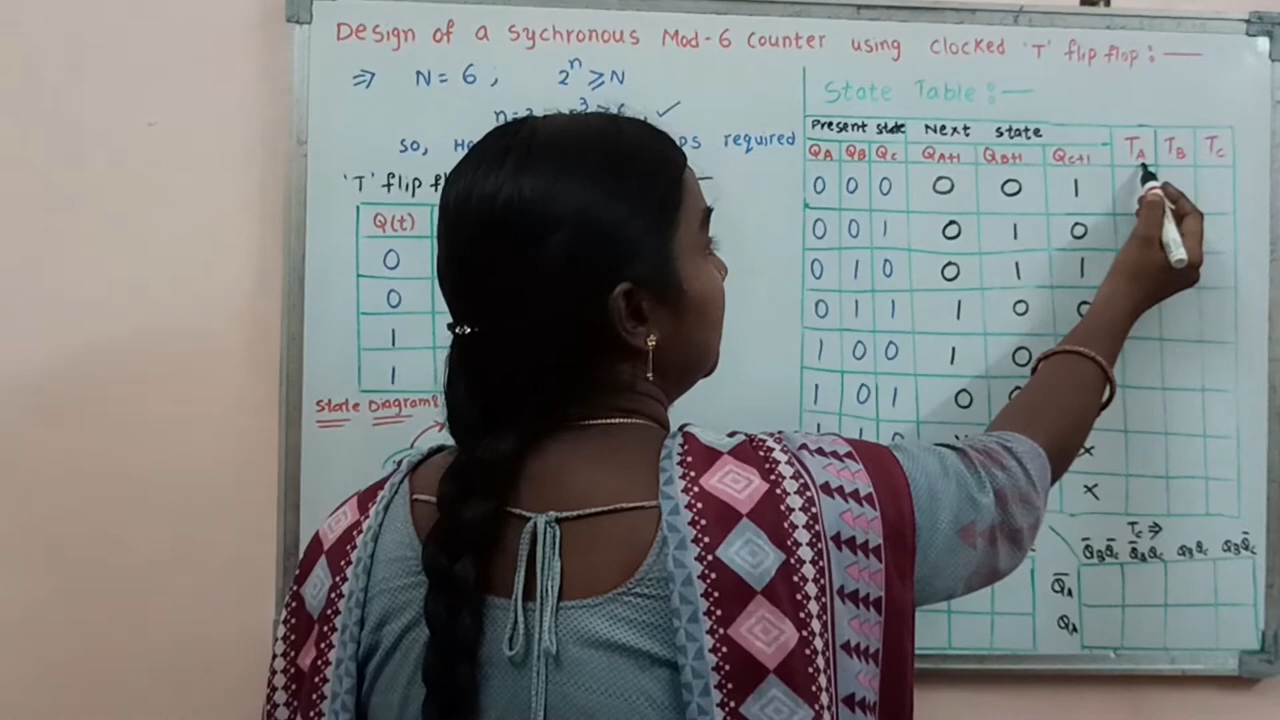 Design of a Sychronous Mod-6 Counter using clocked 'T' flip flop :—
⇒ N = 6 ; 2ⁿ ⩾ N
so, required
'T' flip
Q(t)
0
0
1
1
State Diagram
State Table :—
Present state Next state
QA QB QC QA+1 QB+1 QC+1 TA TB TC
0 0 0 0 0 1
0 0 1 0 1 0
0 1 0 0 1 1
0 1 1 1 0 0
1 0 0 1 0
1 0 1 0
x
x
TC ⇒
Q̄BQ̄C Q̄BQC QBQC QBQ̄C
Q̄A
QA